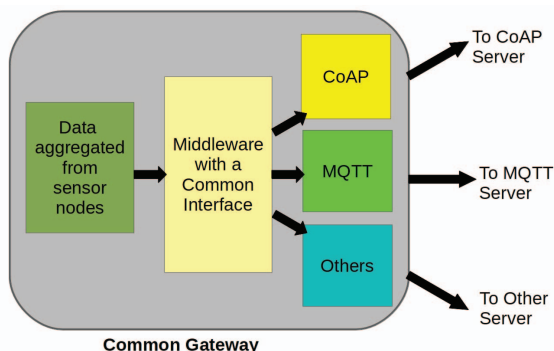 Data
aggregated
from
sensor
nodes
Middleware
with a
Common
Interface
CoAP
MQTT
Others
To CoAP
Server
To MQTT
Server
To Other
Server
Common Gateway